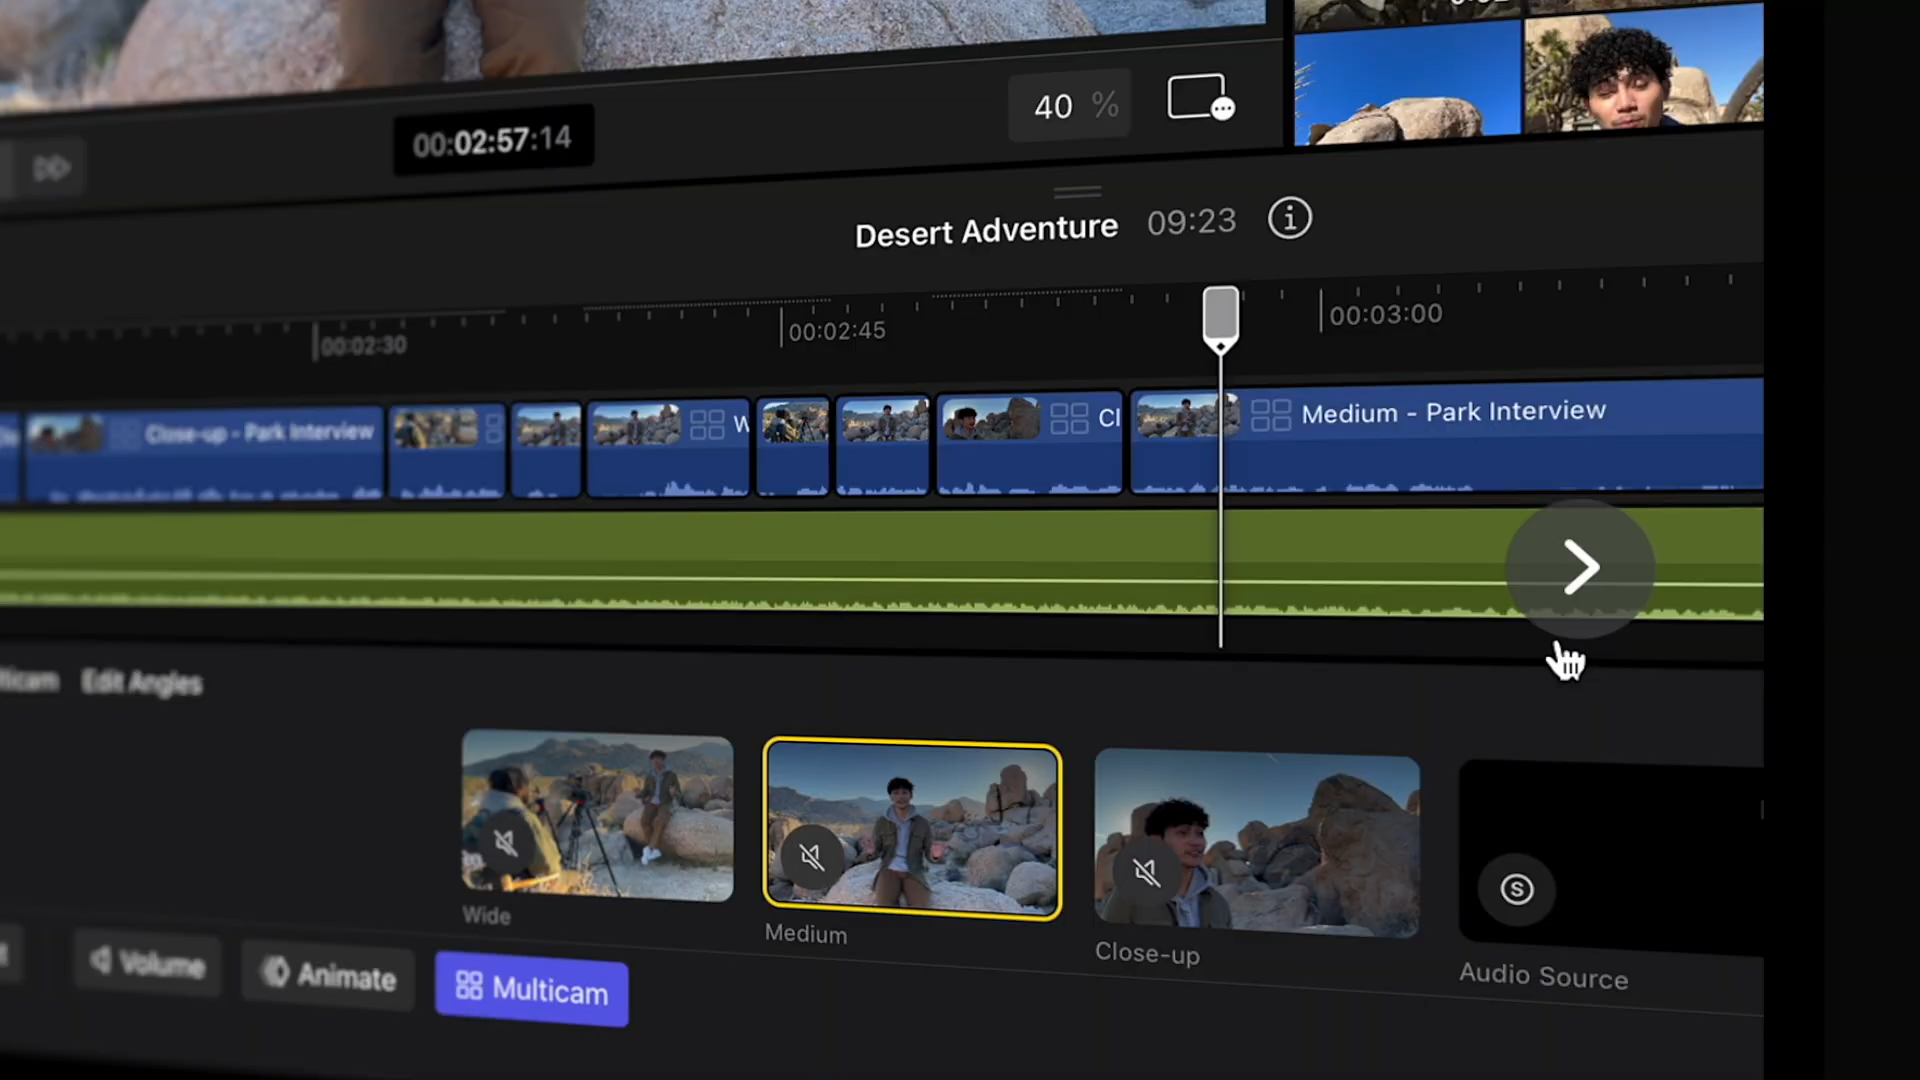 40 %
00:02:57:14
Desert Adventure 09:23
00:02:30
00:02:45
00:03:00
Close-up - Park Interview
W
Cl
Medium - Park Interview
Edit Angles
Wide
Medium
Close-up
S
Audio Source
Volume
Animate
Multicam